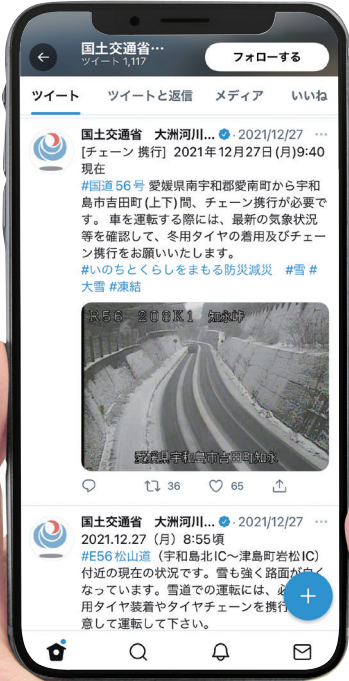 国土交通省…
ツイート 1,117
フォローする
ツイート
ツイートと返信
メディア
いいね
国土交通省 大洲河川... · 2021/12/27 …
[チェーン 携行] 2021年12月27日(月)9:40
現在
#国道56号 愛媛県南宇和郡愛南町から宇和
島市吉田町(上下)間、チェーン携行が必要で
す。 車を運転する際には、最新の気象状況
等を確認して、冬用タイヤの着用及びチェー
ン携行をお願いいたします。
#いのちとくらしをまもる防災減災 #雪 #
大雪 #凍結
R56 200K1 知永峠
愛媛県宇和島市吉田町知永
36
65
国土交通省 大洲河川... · 2021/12/27 …
2021.12.27(月)8:55頃
#E56松山道(宇和島北IC〜津島町岩松IC)
付近の現在の状況です。雪も強く路面が白く
なっています。雪道での運転には、必
用タイヤ装着やタイヤチェーンを携行
意して運転して下さい。